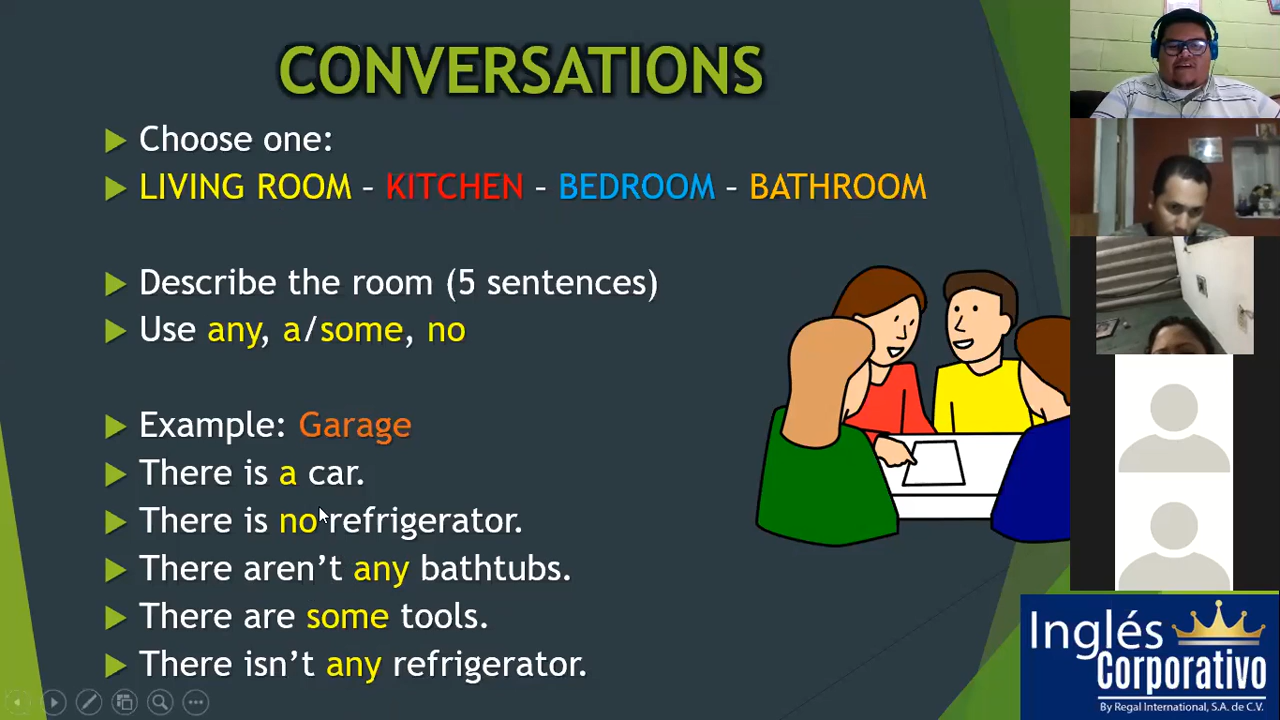 CONVERSATIONS
Choose one:
LIVING ROOM - KITCHEN - BEDROOM - BATHROOM
Describe the room (5 sentences)
Use any, a/some, no
Example: Garage
There is a car.
There is no refrigerator.
There aren't any bathtubs.
There are some tools.
There isn't any refrigerator.
Inglés
Corporativo
By Regal International, S.A. de C.V.